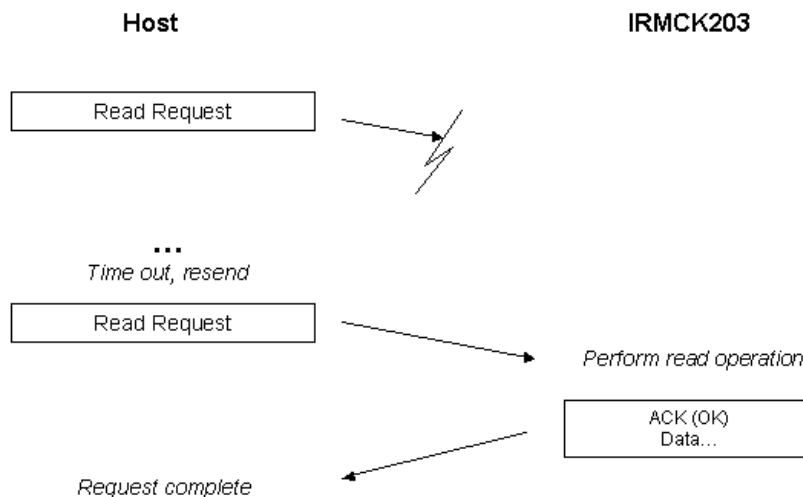 Host
IRMCK203
Read Request
...
Time out, resend
Read Request
Perform read operation
ACK (OK)
Data...
Request complete